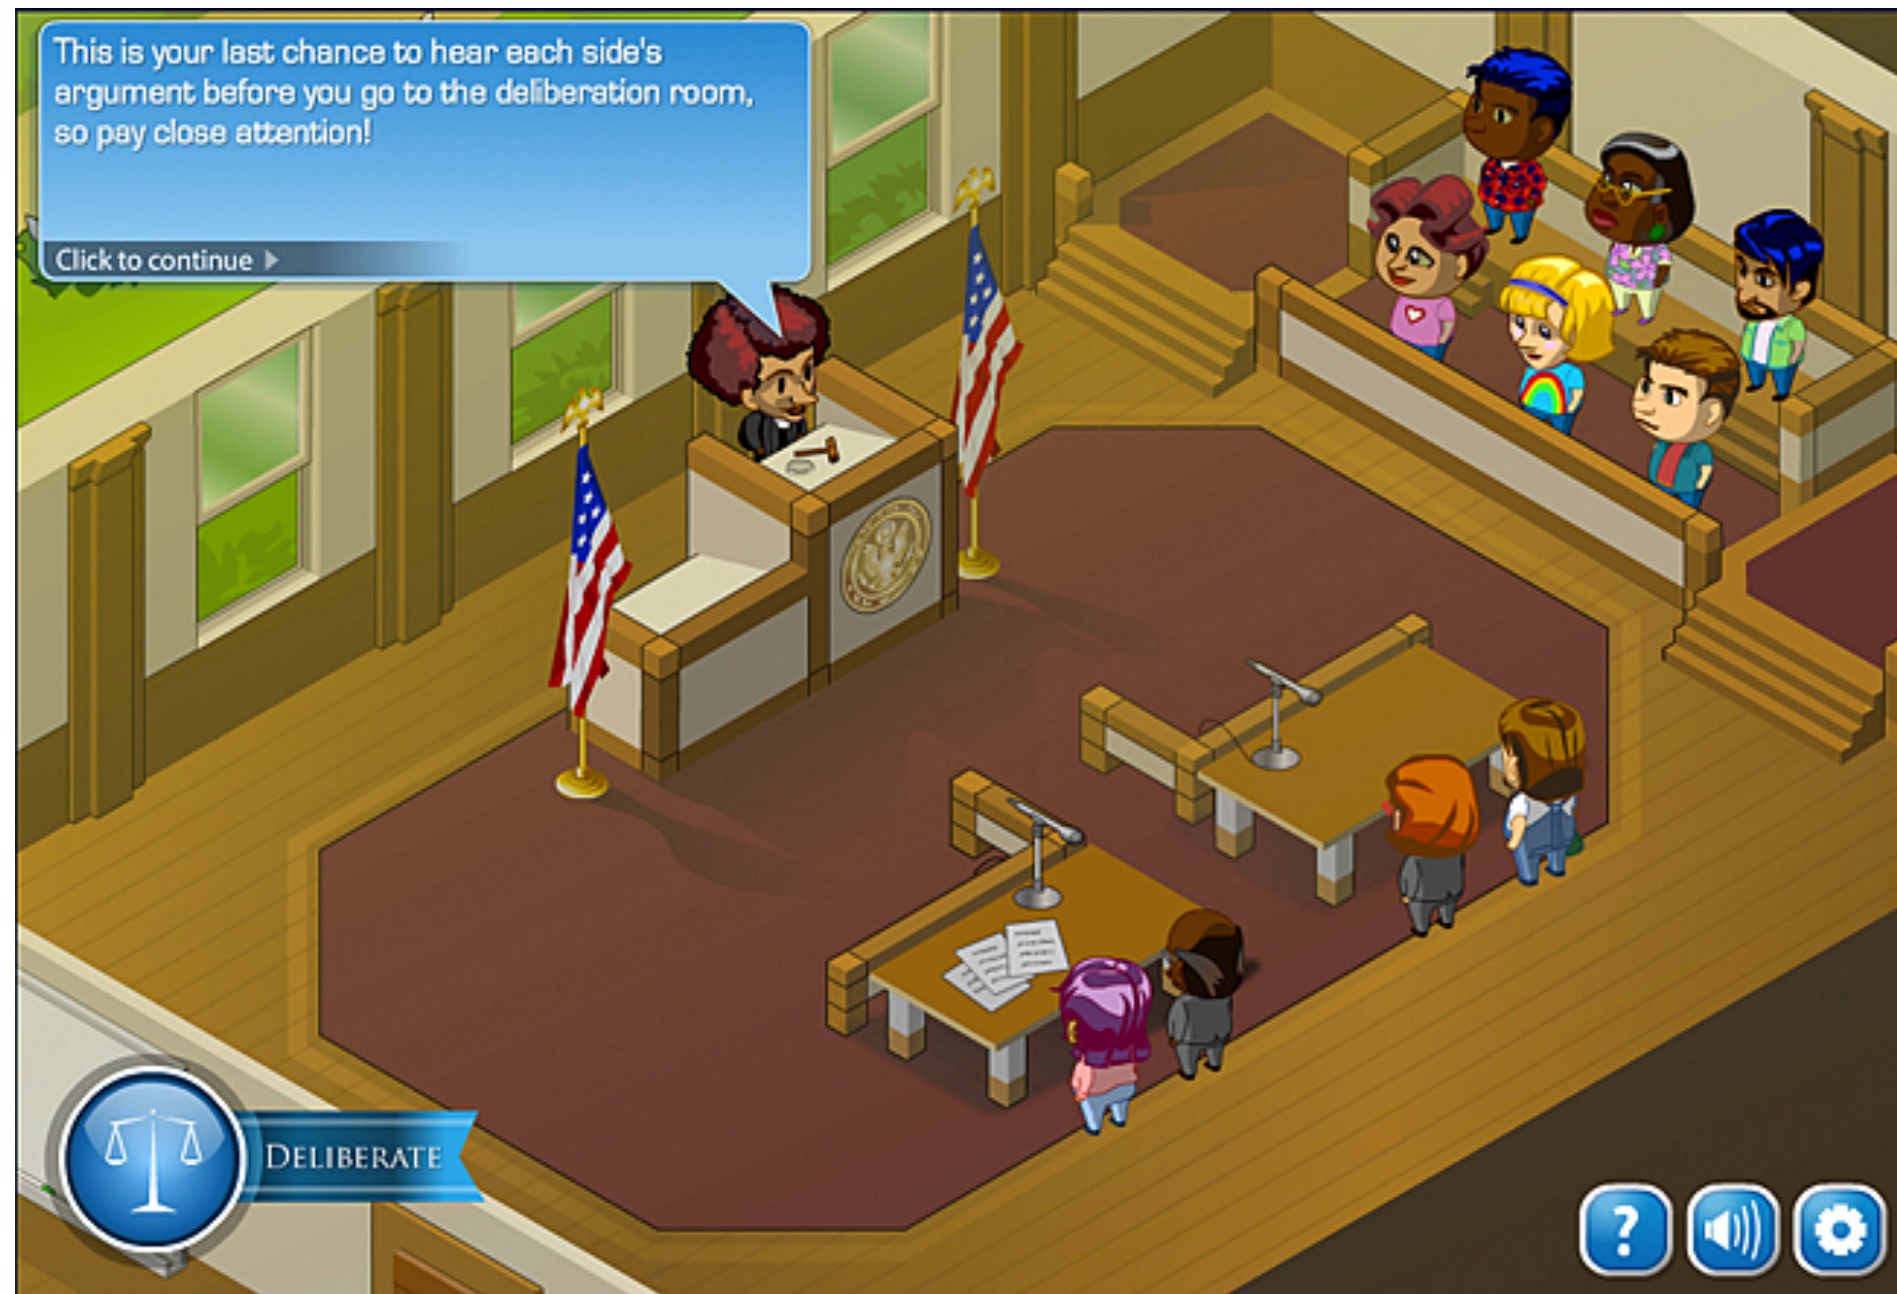 This is your last chance to hear each side's
argument before you go to the deliberation room,
so pay close attention!
Click to continue
DELIBERATE
?